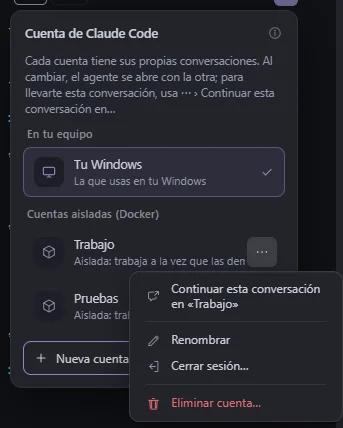 Cuenta de Claude Code
Cada cuenta tiene sus propias conversaciones. Al
cambiar, el agente se abre con la otra; para
llevarte esta conversación, usa ··· › Continuar esta
conversación en...
En tu equipo
Tu Windows
La que usas en tu Windows
Cuentas aisladas (Docker)
Trabajo
Aislada: trabaja a la vez que las
···
Continuar esta conversación
en «Trabajo»
Pruebas
Aislada:
Renombrar
+ Nueva cuenta
Cerrar sesión...
Eliminar cuenta...